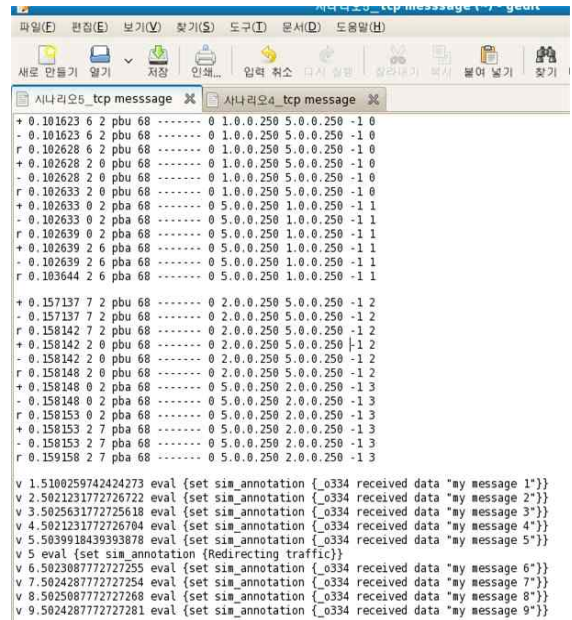 시나리오5_tcp messsage (~) - gedit
파일(F) 편집(E) 보기(V) 찾기(S) 도구(T) 문서(D) 도움말(H)
새로 만들기 열기 저장 인쇄... 입력 취소 다시 실행 잘라내기 복사 붙여 넣기 찾기
시나리오5_tcp messsage 사나리오4_tcp message
+ 0.101623 6 2 pbu 68 ------- 0 1.0.0.250 5.0.0.250 -1 0
- 0.101623 6 2 pbu 68 ------- 0 1.0.0.250 5.0.0.250 -1 0
r 0.102628 6 2 pbu 68 ------- 0 1.0.0.250 5.0.0.250 -1 0
+ 0.102628 2 0 pbu 68 ------- 0 1.0.0.250 5.0.0.250 -1 0
- 0.102628 2 0 pbu 68 ------- 0 1.0.0.250 5.0.0.250 -1 0
r 0.102633 2 0 pbu 68 ------- 0 1.0.0.250 5.0.0.250 -1 0
+ 0.102633 0 2 pba 68 ------- 0 5.0.0.250 1.0.0.250 -1 1
- 0.102633 0 2 pba 68 ------- 0 5.0.0.250 1.0.0.250 -1 1
r 0.102639 0 2 pba 68 ------- 0 5.0.0.250 1.0.0.250 -1 1
+ 0.102639 2 6 pba 68 ------- 0 5.0.0.250 1.0.0.250 -1 1
- 0.102639 2 6 pba 68 ------- 0 5.0.0.250 1.0.0.250 -1 1
r 0.103644 2 6 pba 68 ------- 0 5.0.0.250 1.0.0.250 -1 1
+ 0.157137 7 2 pbu 68 ------- 0 2.0.0.250 5.0.0.250 -1 2
- 0.157137 7 2 pbu 68 ------- 0 2.0.0.250 5.0.0.250 -1 2
r 0.158142 7 2 pbu 68 ------- 0 2.0.0.250 5.0.0.250 -1 2
+ 0.158142 2 0 pbu 68 ------- 0 2.0.0.250 5.0.0.250 -1 2
- 0.158142 2 0 pbu 68 ------- 0 2.0.0.250 5.0.0.250 -1 2
r 0.158148 2 0 pbu 68 ------- 0 2.0.0.250 5.0.0.250 -1 2
+ 0.158148 0 2 pba 68 ------- 0 5.0.0.250 2.0.0.250 -1 3
- 0.158148 0 2 pba 68 ------- 0 5.0.0.250 2.0.0.250 -1 3
r 0.158153 0 2 pba 68 ------- 0 5.0.0.250 2.0.0.250 -1 3
+ 0.158153 2 7 pba 68 ------- 0 5.0.0.250 2.0.0.250 -1 3
- 0.158153 2 7 pba 68 ------- 0 5.0.0.250 2.0.0.250 -1 3
r 0.159158 2 7 pba 68 ------- 0 5.0.0.250 2.0.0.250 -1 3
v 1.5100259742424273 eval {set sim_annotation {_o334 received data "my message 1"}}
v 2.5021231772726722 eval {set sim_annotation {_o334 received data "my message 2"}}
v 3.5025631772725618 eval {set sim_annotation {_o334 received data "my message 3"}}
v 4.5021231772726704 eval {set sim_annotation {_o334 received data "my message 4"}}
v 5.5039918439393878 eval {set sim_annotation {_o334 received data "my message 5"}}
v 5 eval {set sim_annotation {Redirecting traffic}}
v 6.5023087772727255 eval {set sim_annotation {_o334 received data "my message 6"}}
v 7.5024287772727254 eval {set sim_annotation {_o334 received data "my message 7"}}
v 8.5025087772727268 eval {set sim_annotation {_o334 received data "my message 8"}}
v 9.5024287772727281 eval {set sim_annotation {_o334 received data "my message 9"}}